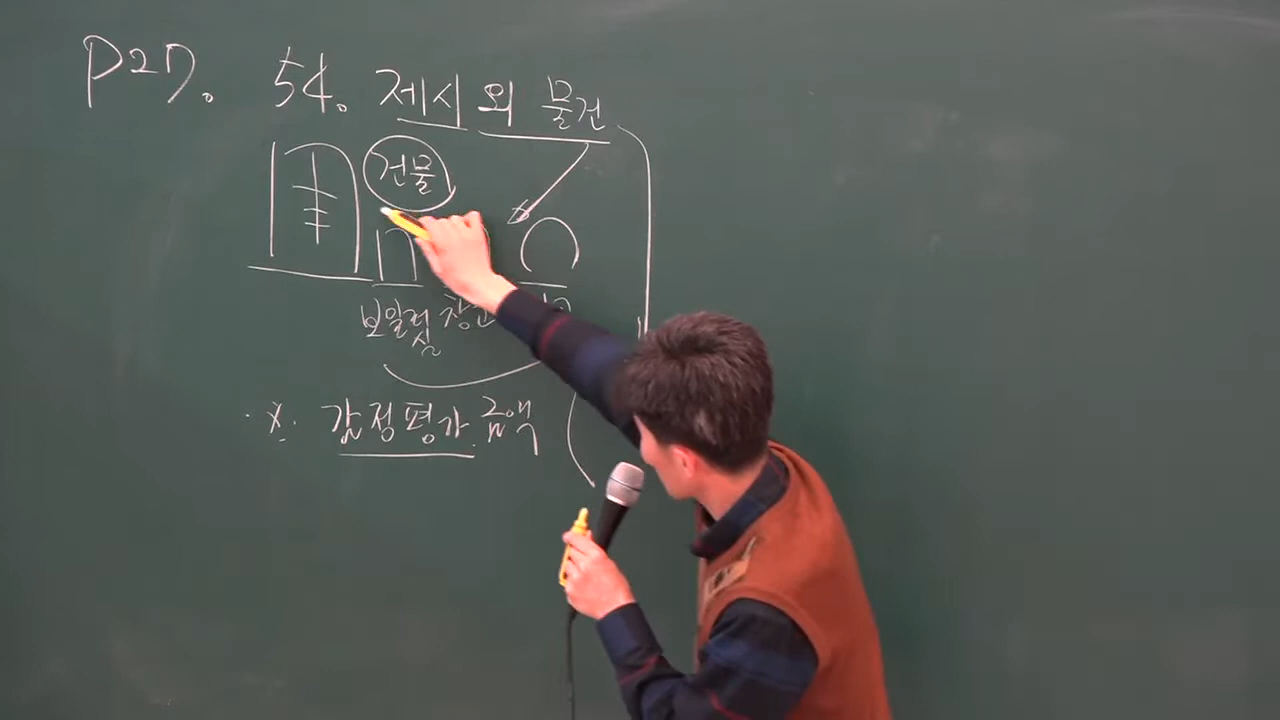 P27. 54. 제시 외 물건
건물
보일러실 창고
※. 감정평가 금액